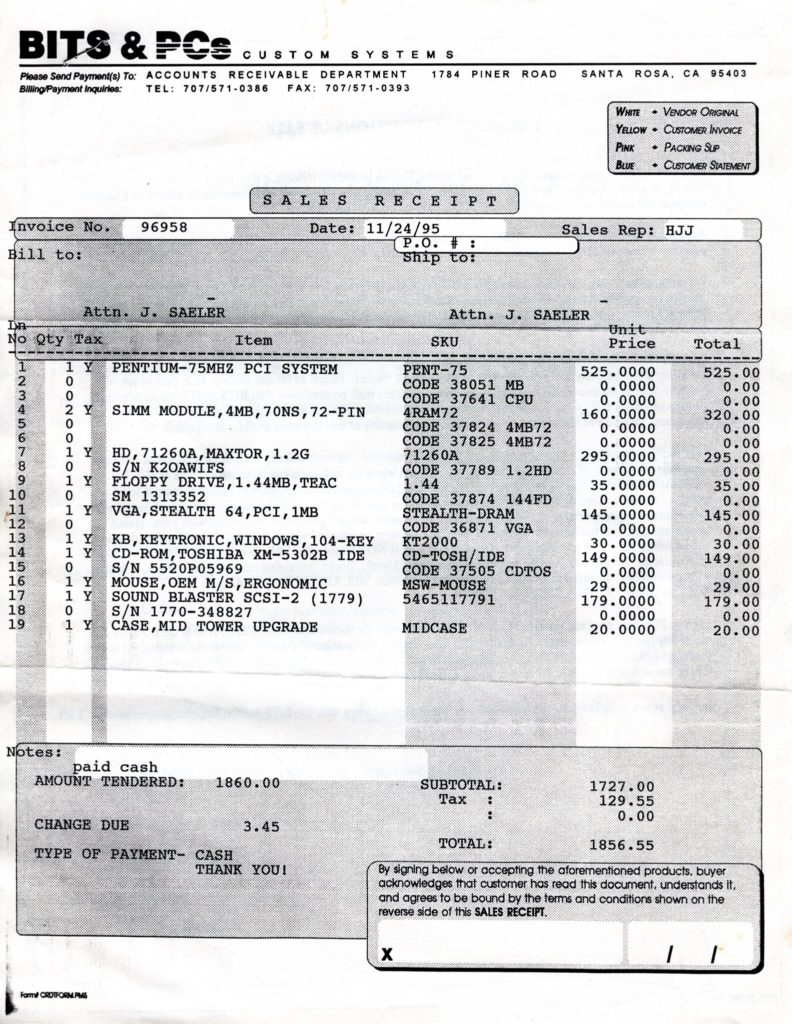 BITS & PCs CUSTOM SYSTEMS
Please Send Payment(s) To: ACCOUNTS RECEIVABLE DEPARTMENT 1784 PINER ROAD SANTA ROSA, CA 95403
Billing/Payment Inquiries: TEL: 707/571-0386 FAX: 707/571-0393
WHITE • VENDOR ORIGINAL
YELLOW • CUSTOMER INVOICE
PINK • PACKING SLIP
BLUE • CUSTOMER STATEMENT
SALES RECEIPT
Invoice No. 96958 Date: 11/24/95 Sales Rep: HJJ
P.O. # :
Bill to: Ship to:
Attn. J. SAELER Attn. J. SAELER
Ln Unit
No Qty Tax Item SKU Price Total
1 1 Y PENTIUM-75MHZ PCI SYSTEM PENT-75 525.0000 525.00
2 0 CODE 38051 MB 0.0000 0.00
3 0 CODE 37641 CPU 0.0000 0.00
4 2 Y SIMM MODULE,4MB,70NS,72-PIN 4RAM72 160.0000 320.00
5 0 CODE 37824 4MB72 0.0000 0.00
6 0 CODE 37825 4MB72 0.0000 0.00
7 1 Y HD,71260A,MAXTOR,1.2G 71260A 295.0000 295.00
8 0 S/N K20AWIFS CODE 37789 1.2HD 0.0000 0.00
9 1 Y FLOPPY DRIVE,1.44MB,TEAC 1.44 35.0000 35.00
10 0 SM 1313352 CODE 37874 144FD 0.0000 0.00
11 1 Y VGA,STEALTH 64,PCI,1MB STEALTH-DRAM 145.0000 145.00
12 0 CODE 36871 VGA 0.0000 0.00
13 1 Y KB,KEYTRONIC,WINDOWS,104-KEY KT2000 30.0000 30.00
14 1 Y CD-ROM,TOSHIBA XM-5302B IDE CD-TOSH/IDE 149.0000 149.00
15 0 S/N 5520P05969 CODE 37505 CDTOS 0.0000 0.00
16 1 Y MOUSE,OEM M/S,ERGONOMIC MSW-MOUSE 29.0000 29.00
17 1 Y SOUND BLASTER SCSI-2 (1779) 5465117791 179.0000 179.00
18 0 S/N 1770-348827 0.0000 0.00
19 1 Y CASE,MID TOWER UPGRADE MIDCASE 20.0000 20.00
Notes:
paid cash
AMOUNT TENDERED: 1860.00 SUBTOTAL: 1727.00
Tax : 129.55
: 0.00
CHANGE DUE 3.45
TOTAL: 1856.55
TYPE OF PAYMENT- CASH
THANK YOU!
By signing below or accepting the aforementioned products, buyer
acknowledges that customer has read this document, understands it,
and agrees to be bound by the terms and conditions shown on the
reverse side of this SALES RECEIPT.
X / /
Form# CRDTFORM.PM5